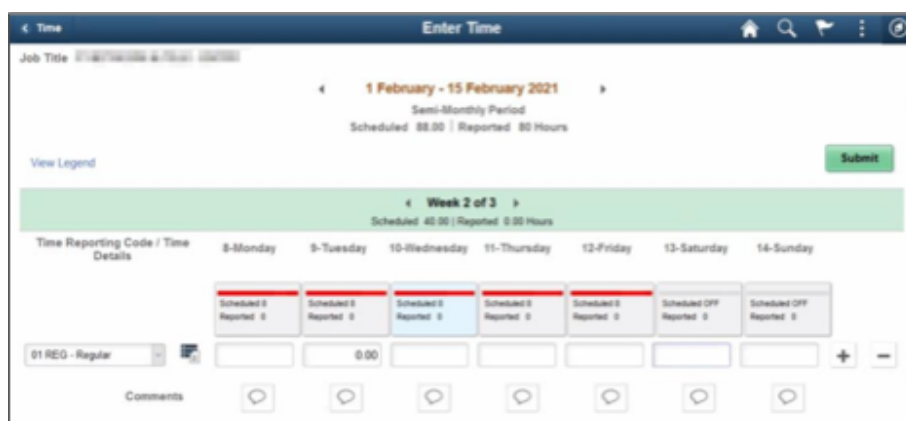 Time Enter Time
Job Title
1 February - 15 February 2021
Semi-Monthly Period
Scheduled 88.00 | Reported 80 Hours
View Legend Submit
Week 2 of 3
Scheduled 40.00 | Reported 0.00 Hours
Time Reporting Code / Time Details 8-Monday 9-Tuesday 10-Wednesday 11-Thursday 12-Friday 13-Saturday 14-Sunday
Scheduled 8 Scheduled 8 Scheduled 8 Scheduled 8 Scheduled 8 Scheduled OFF Scheduled OFF
Reported 0 Reported 0 Reported 0 Reported 0 Reported 0 Reported 0 Reported 0
01 REG - Regular 0.00
Comments